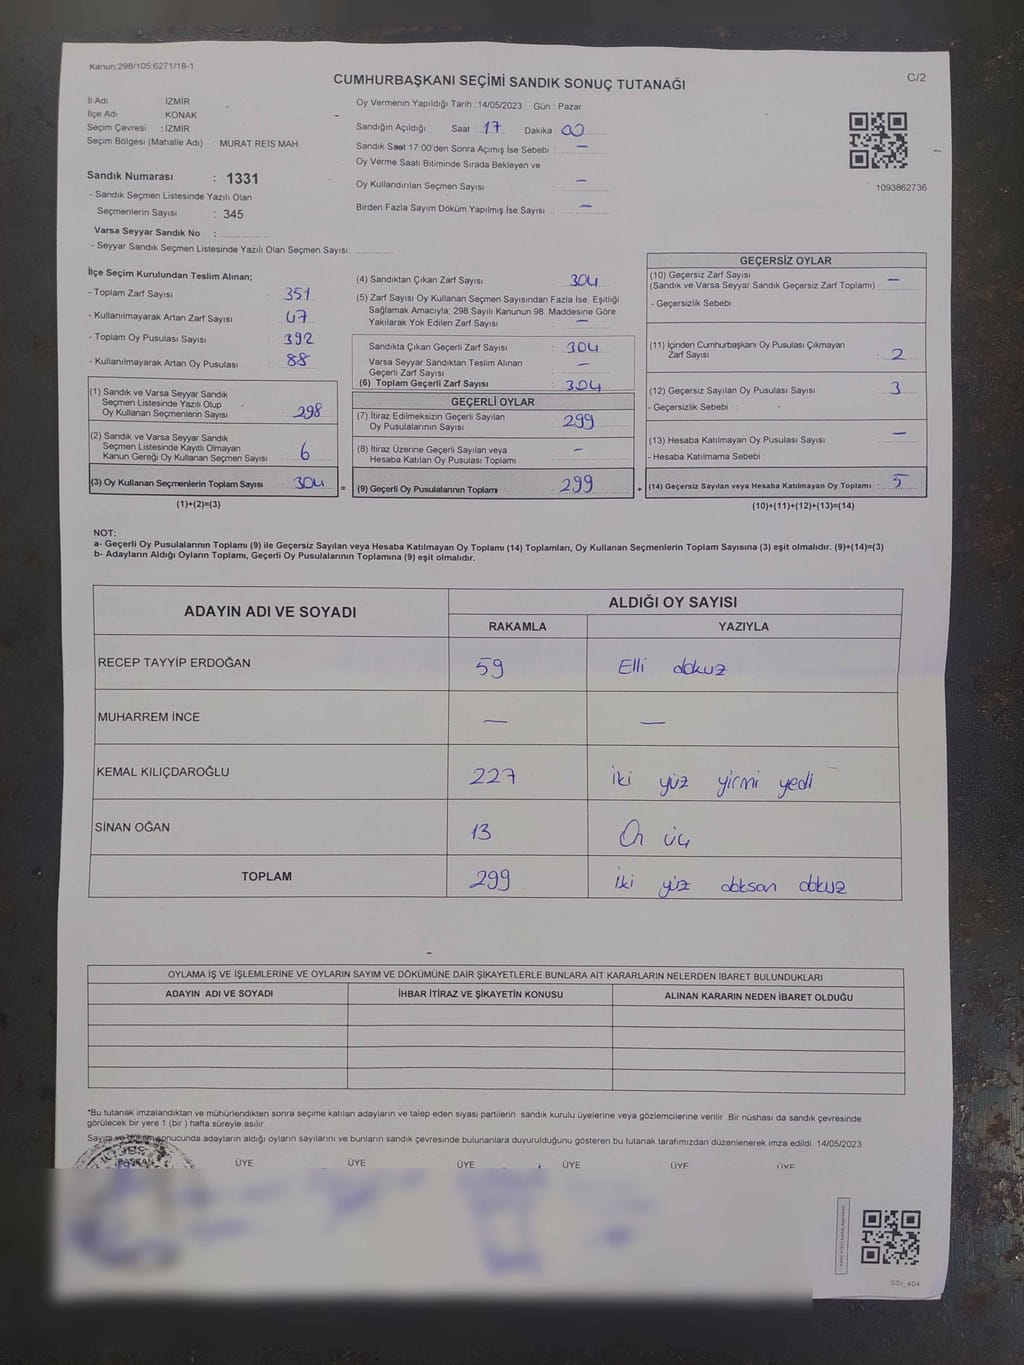 Kanun:298/105:6271/18-1
CUMHURBAŞKANI SEÇİMİ SANDIK SONUÇ TUTANAĞI
C/2
İl Adı İZMİR
İlçe Adı : KONAK
Seçim Çevresi : İZMİR
Seçim Bölgesi (Mahalle Adı) : MURAT REİS MAH.
Sandık Numarası : 1331
- Sandık Seçmen Listesinde Yazılı Olan
Seçmenlerin Sayısı : 345
Varsa Seyyar Sandık No :
- Seyyar Sandık Seçmen Listesinde Yazılı Olan Seçmen Sayısı:
Oy Vermenin Yapıldığı Tarih : 14/05/2023 Gün : Pazar
Sandığın Açıldığı Saat : 17 Dakika : 00
Sandık Saat 17:00'den Sonra Açımış İse Sebebi : —
Oy Verme Saati Bitiminde Sırada Bekleyen ve
Oy Kullandırılan Seçmen Sayısı : —
Birden Fazla Sayım Döküm Yapılmış İse Sayısı : —
1093862736
İlçe Seçim Kurulundan Teslim Alınan;
- Toplam Zarf Sayısı : 351
- Kullanılmayarak Artan Zarf Sayısı : 47
- Toplam Oy Pusulası Sayısı : 392
- Kullanılmayarak Artan Oy Pusulası : 88
(1) Sandık ve Varsa Seyyar Sandık
Seçmen Listesinde Yazılı Olup
Oy Kullanan Seçmenlerin Sayısı : 298
(2) Sandık ve Varsa Seyyar Sandık
Seçmen Listesinde Kayıtlı Olmayan
Kanun Gereği Oy Kullanan Seçmen Sayısı : 6
(3) Oy Kullanan Seçmenlerin Toplam Sayısı : 304
(1)+(2)=(3)
(4) Sandıktan Çıkan Zarf Sayısı : 304
(5) Zarf Sayısı Oy Kullanan Seçmen Sayısından Fazla İse, Eşitliği
Sağlamak Amacıyla; 298 Sayılı Kanunun 98. Maddesine Göre
Yakılarak Yok Edilen Zarf Sayısı : —
Sandıkta Çıkan Geçerli Zarf Sayısı : 304
Varsa Seyyar Sandıktan Teslim Alınan
Geçerli Zarf Sayısı : —
(6) Toplam Geçerli Zarf Sayısı : 304
GEÇERLİ OYLAR
(7) İtiraz Edilmeksizin Geçerli Sayılan
Oy Pusulalarının Sayısı : 299
(8) İtiraz Üzerine Geçerli Sayılan veya
Hesaba Katılan Oy Pusulası Toplamı : —
= (9) Geçerli Oy Pusulalarının Toplamı : 299
GEÇERSİZ OYLAR
(10) Geçersiz Zarf Sayısı
(Sandık ve Varsa Seyyar Sandık Geçersiz Zarf Toplamı) : —
- Geçersizlik Sebebi :
(11) İçinden Cumhurbaşkanı Oy Pusulası Çıkmayan
Zarf Sayısı : 2
(12) Geçersiz Sayılan Oy Pusulası Sayısı : 3
- Geçersizlik Sebebi :
(13) Hesaba Katılmayan Oy Pusulası Sayısı : —
- Hesaba Katılmama Sebebi :
+ (14) Geçersiz Sayılan veya Hesaba Katılmayan Oy Toplamı : 5
(10)+(11)+(12)+(13)=(14)
NOT:
a- Geçerli Oy Pusulalarının Toplamı (9) ile Geçersiz Sayılan veya Hesaba Katılmayan Oy Toplamı (14) Toplamları, Oy Kullanan Seçmenlerin Toplam Sayısına (3) eşit olmalıdır. (9)+(14)=(3)
b- Adayların Aldığı Oyların Toplamı, Geçerli Oy Pusulalarının Toplamına (9) eşit olmalıdır.
ADAYIN ADI VE SOYADI
ALDIĞI OY SAYISI
RAKAMLA YAZIYLA
RECEP TAYYİP ERDOĞAN 59 Elli dokuz
MUHARREM İNCE — —
KEMAL KILIÇDAROĞLU 227 iki yüz yirmi yedi
SİNAN OĞAN 13 On üç
TOPLAM 299 iki yüz doksan dokuz
OYLAMA İŞ VE İŞLEMLERİNE VE OYLARIN SAYIM VE DÖKÜMÜNE DAİR ŞİKAYETLERLE BUNLARA AİT KARARLARIN NELERDEN İBARET BULUNDUKLARI
ADAYIN ADI VE SOYADI İHBAR İTİRAZ VE ŞİKAYETİN KONUSU ALINAN KARARIN NEDEN İBARET OLDUĞU
*Bu tutanak imzalandıktan ve mühürlendikten sonra seçime katılan adayların ve talep eden siyasi partilerin sandık kurulu üyelerine veya gözlemcilerine verilir. Bir nüshası da sandık çevresinde
görülecek bir yere 1 (bir ) hafta süreyle asılır.
Sayım ve döküm sonucunda adayların aldığı oyların sayılarını ve bunların sandık çevresinde bulunanlara duyurulduğunu gösteren bu tutanak tarafımızdan düzenlenerek imza edildi. 14/05/2023
BAŞKAN ÜYE ÜYE ÜYE ÜYE ÜYE ÜYE
SSI_404